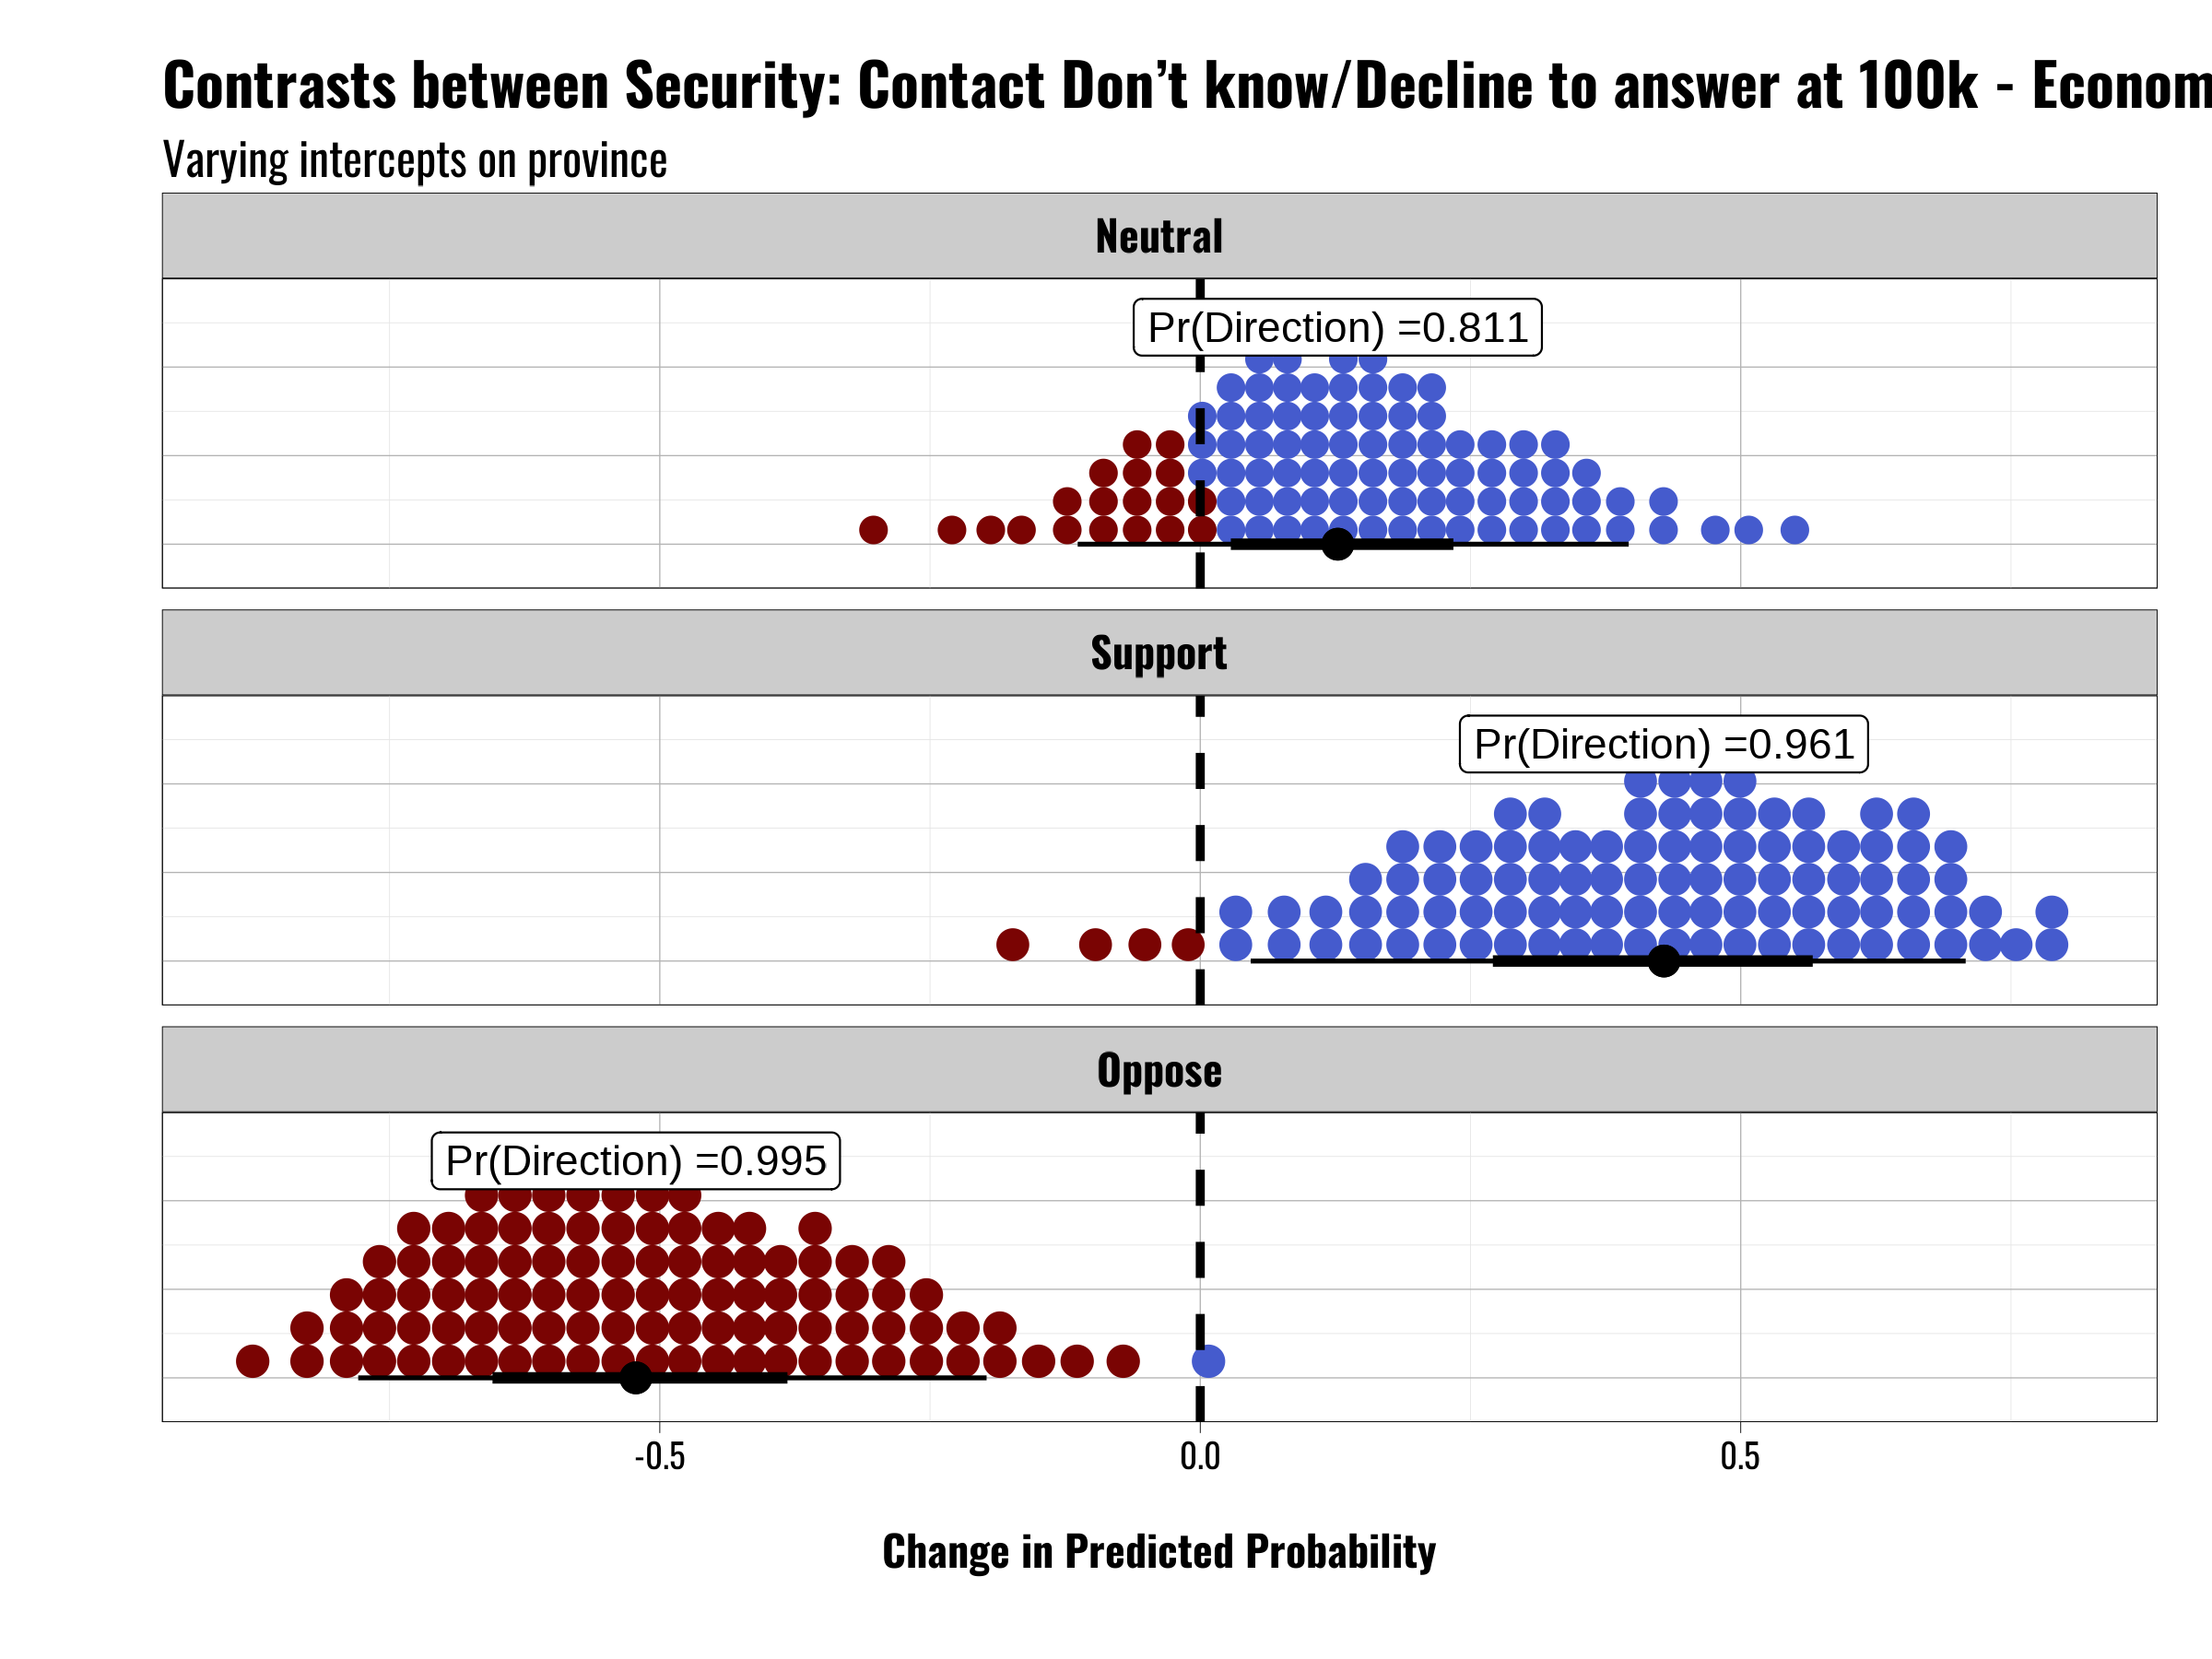 Contrasts between Security: Contact Don’t know/Decline to answer at 100k - Econom
Varying intercepts on province
Neutral
Pr(Direction) =0.811
Support
Pr(Direction) =0.961
Oppose
Pr(Direction) =0.995
-0.5 0.0 0.5
Change in Predicted Probability